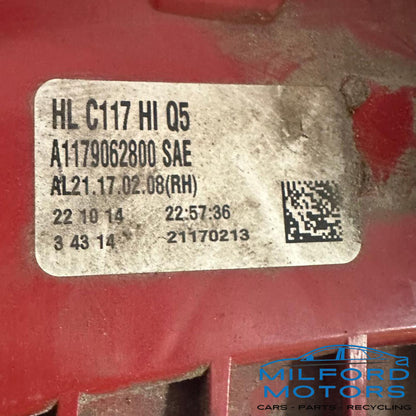 HL C117 HI Q5
A1179062800 SAE
AL21.17.02.08(RH)
22 10 14 22:57:36
3 43 14 21170213
MILFORD
MOTORS
CARS - PARTS - RECYCLING